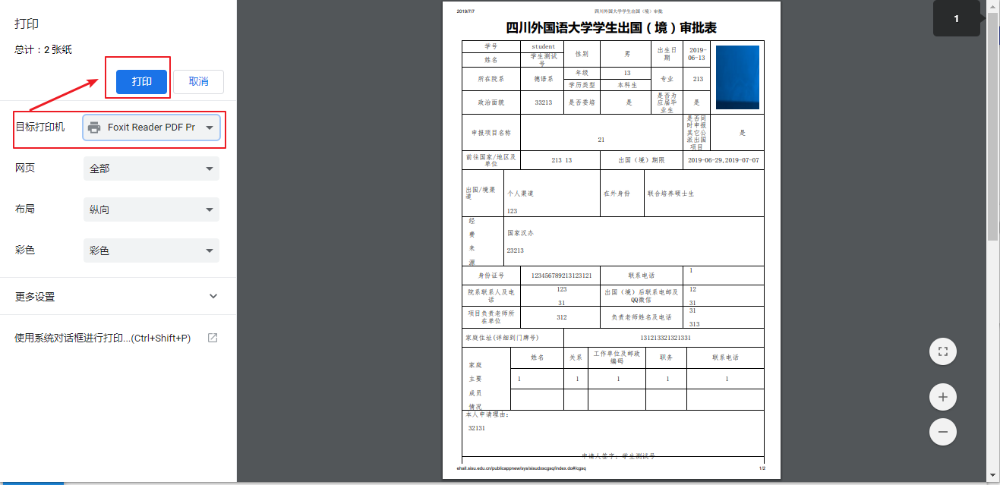 打印
总计：2 张纸
打印
取消
目标打印机
Foxit Reader PDF Pr
网页
全部
布局
纵向
彩色
彩色
更多设置
使用系统对话框进行打印...(Ctrl+Shift+P)
1
2019/7/7
四川外国大学学生出国（境）审批
四川外国语大学学生出国（境）审批表
学号
student
性别
男
出生日
期
2019-
06-13
姓名
学生测试
号
所在院系
德语系
年级
13
专业
213
学历类型
本科生
政治面貌
33213
是否委培
是
是否为
应届毕
业生
是
申报项目名称
21
是否同
时申报
其它公
派出国
项目
是
前往国家/地区及
单位
213 13
出国（境）期限
2019-06-29,2019-07-07
出国/境渠
道
个人渠道
123
在外身份
联合培养硕士生
经
费
来
源
国家汉办
23213
身份证号
123456789213123121
联系电话
1
院系联系人及电
话
123
31
出国（境）后联系电邮及
QQ微信
12
31
项目负责老师所
在单位
312
负责老师姓名及电话
31
313
家庭住址(详细到门牌号)
131213321321331
家庭
主要
成员
情况
姓名
关系
工作单位及邮政
编码
职务
联系电话
1
1
1
1
1
本人申请理由:
32131
申请人签字: 学生测试号
ehall.sisu.edu.cn/publicappnew/sys/sisudxscgsq/index.do#/cgsq
1/2